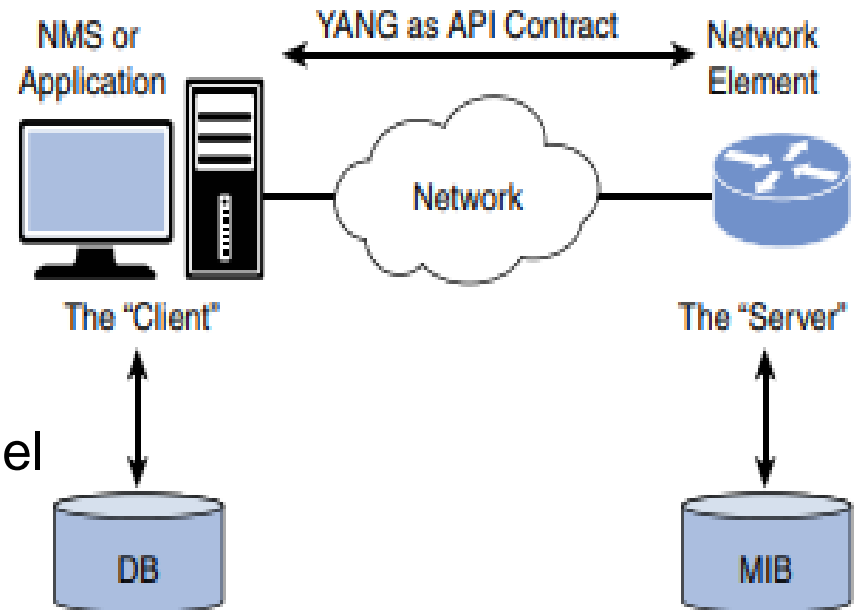 NMS or
Application
YANG as API Contract
Network
Element
Network
The “Client”
The “Server”
el
DB
MIB